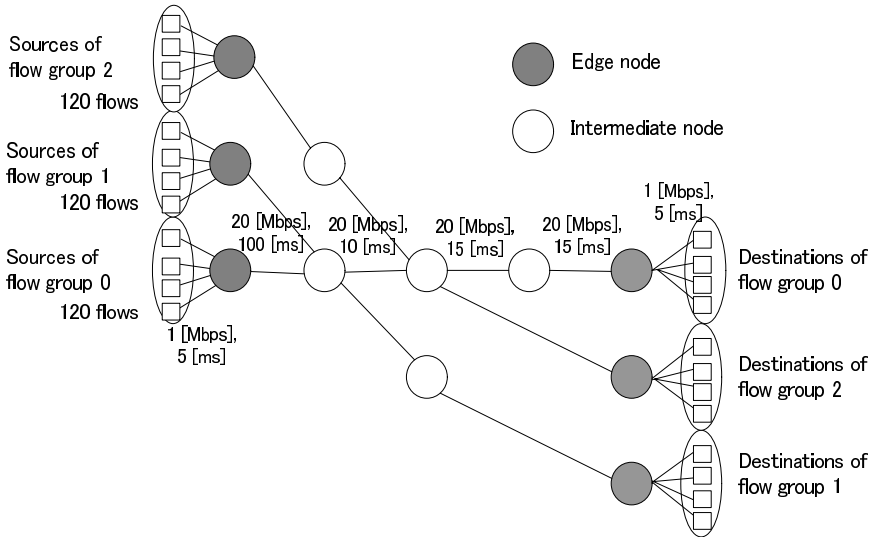 Sources of
flow group 2
120 flows
Edge node
Intermediate node
Sources of
flow group 1
120 flows
1 [Mbps],
5 [ms]
20 [Mbps],
100 [ms]
20 [Mbps],
10 [ms]
20 [Mbps],
15 [ms]
20 [Mbps],
15 [ms]
Sources of
flow group 0
120 flows
1 [Mbps],
5 [ms]
Destinations of
flow group 0
Destinations of
flow group 2
Destinations of
flow group 1